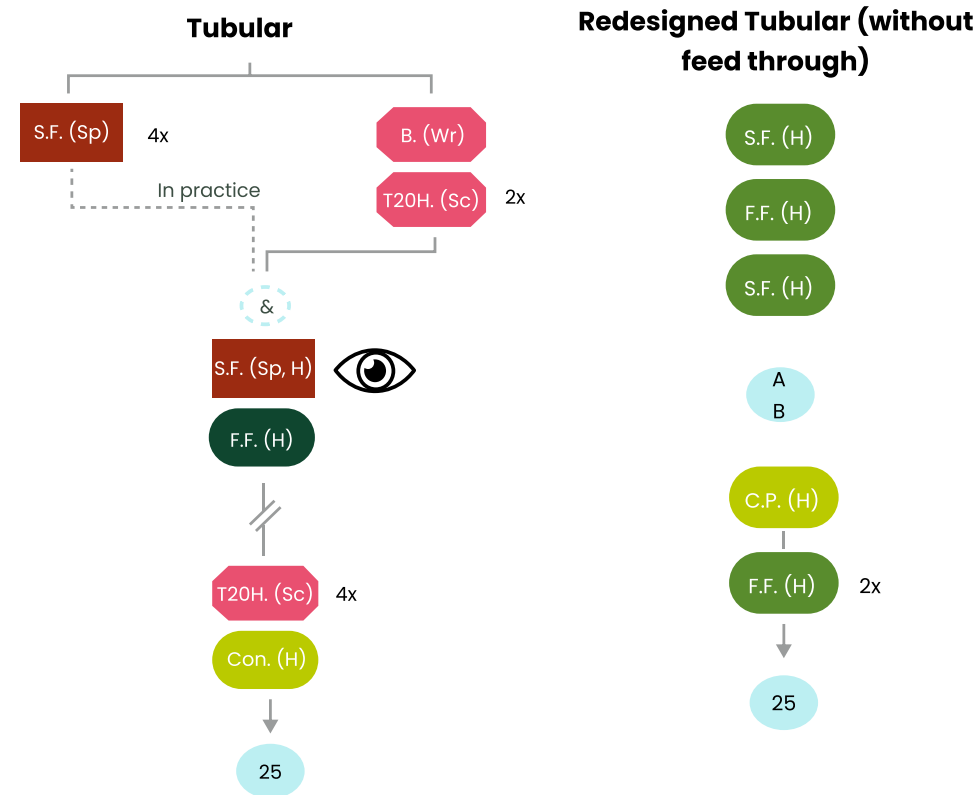 Tubular
S.F. (Sp)
4x
B. (Wr)
T20H. (Sc)
2x
In practice
&
S.F. (Sp, H)
F.F. (H)
T20H. (Sc)
4x
Con. (H)
25
Redesigned Tubular (without
feed through)
S.F. (H)
F.F. (H)
S.F. (H)
A
B
C.P. (H)
F.F. (H)
2x
25